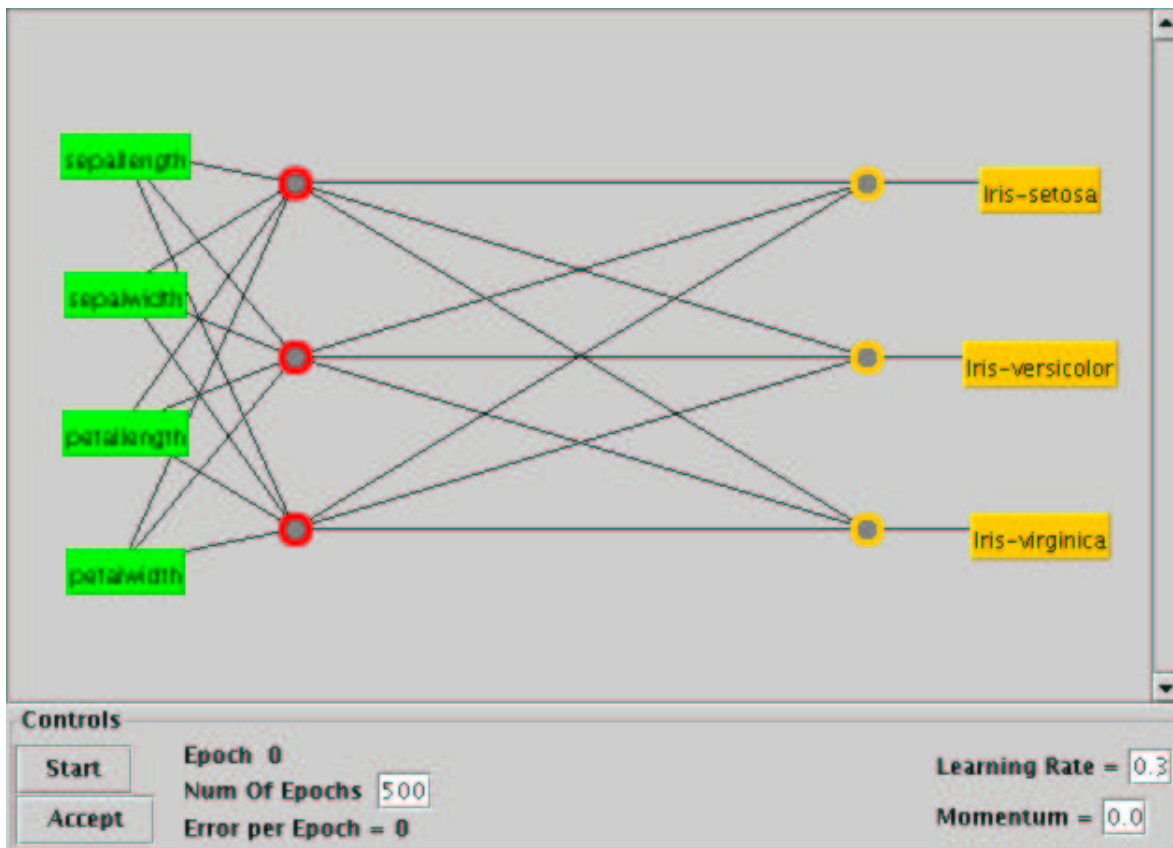 sepallength
Iris-setosa
sepalwidth
Iris-versicolor
petallength
Iris-virginica
petalwidth
Controls
Start
Accept
Epoch 0
Num Of Epochs 500
Error per Epoch = 0
Learning Rate = 0.3
Momentum = 0.0